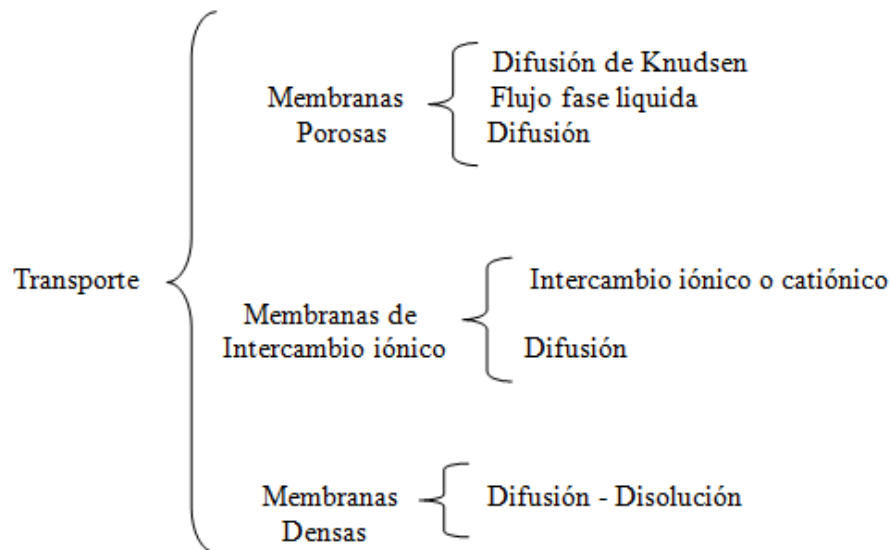 Transporte
Membranas
Porosas
Difusión de Knudsen
Flujo fase liquida
Difusión
Membranas de
Intercambio iónico
Intercambio iónico o catiónico
Difusión
Membranas
Densas
Difusión - Disolución